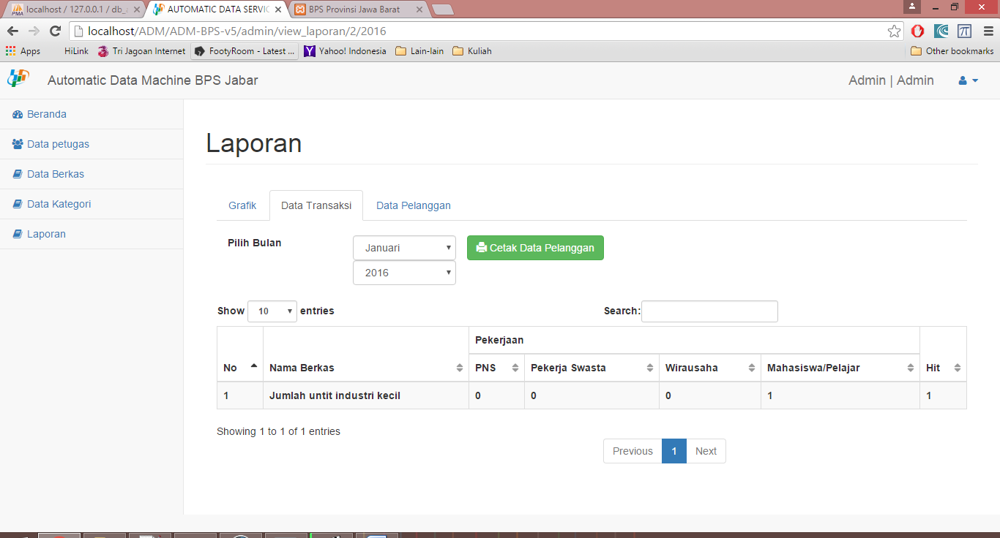 localhost / 127.0.0.1 / db_
AUTOMATIC DATA SERVIC
BPS Provinsi Jawa Barat
localhost/ADM/ADM-BPS-v5/admin/view_laporan/2/2016
Apps HiLink Tri Jagoan Internet FootyRoom - Latest ... Yahoo! Indonesia Lain-lain Kuliah Other bookmarks
Automatic Data Machine BPS Jabar Admin | Admin
Beranda
Data petugas
Data Berkas
Data Kategori
Laporan
Laporan
Grafik Data Transaksi Data Pelanggan
Pilih Bulan Januari Cetak Data Pelanggan
2016
Show 10 entries Search:
Pekerjaan
No Nama Berkas PNS Pekerja Swasta Wirausaha Mahasiswa/Pelajar Hit
1 Jumlah untit industri kecil 0 0 0 1 1
Showing 1 to 1 of 1 entries
Previous 1 Next